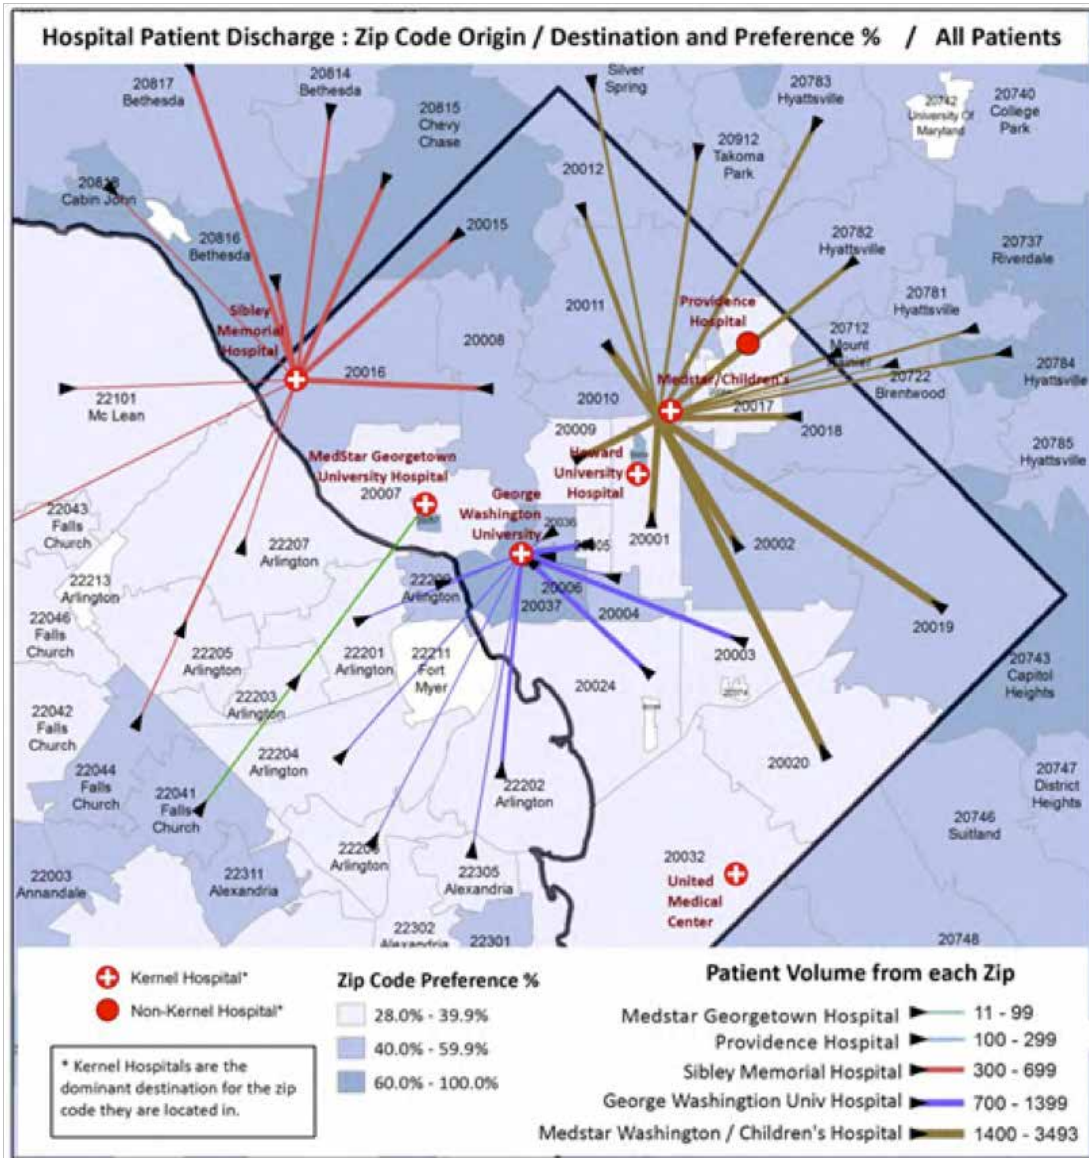 Hospital Patient Discharge : Zip Code Origin / Destination and Preference % / All Patients
20817
Bethesda
20814
Bethesda
20815
Chevy
Chase
Silver
Spring
20783
Hyattsville
20742
University Of
Maryland
20740
College
Park
20912
Takoma
Park
20012
20818
Cabin John
20816
Bethesda
20015
20782
Hyattsville
20737
Riverdale
Sibley
Memorial
Hospital
20011
Providence
Hospital
20781
Hyattsville
20008
20712
Mount
Rainier
20016
Medstar/Children's
20722
Brentwood
20784
Hyattsville
22101
Mc Lean
20010
20017
20018
20009
20785
Hyattsville
MedStar Georgetown
University Hospital
Howard
University
Hospital
20007
George
Washington
University
22043
Falls
Church
20036
20001
20002
20005
22207
Arlington
22213
Arlington
22209
Arlington
20006
20037
20004
22046
Falls
Church
20019
22205
Arlington
22201
Arlington
22211
Fort
Myer
20003
20743
Capitol
Heights
20024
22203
Arlington
22042
Falls
Church
22204
Arlington
20020
22044
Falls
Church
22041
Falls
Church
22202
Arlington
20747
District
Heights
20746
Suitland
Arlington
20032
22003
Annandale
22311
Alexandria
22305
Alexandria
United
Medical
Center
22302
Alexandria
22301
20748
Kernel Hospital*
Non-Kernel Hospital*
* Kernel Hospitals are the
dominant destination for the zip
code they are located in.
Zip Code Preference %
28.0% - 39.9%
40.0% - 59.9%
60.0% - 100.0%
Patient Volume from each Zip
Medstar Georgetown Hospital 11 - 99
Providence Hospital 100 - 299
Sibley Memorial Hospital 300 - 699
George Washingtion Univ Hospital 700 - 1399
Medstar Washington / Children's Hospital 1400 - 3493